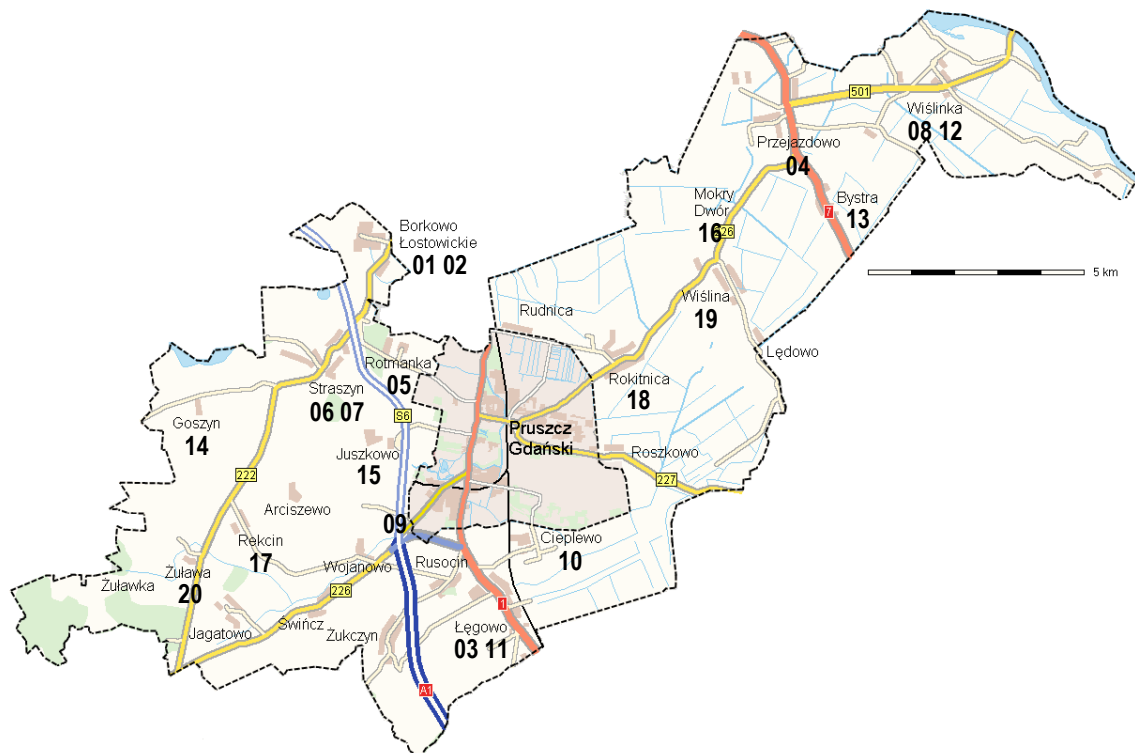 501
Wiślinka
08 12
Przejazdowo
04
Mokry
Dwór
16
26
Bystra
13
7
5 km
Borkowo
Łostowickie
01 02
Wiślina
19
Rudnica
Lędowo
Rotmanka
05
Rokitnica
18
Straszyn
06 07
S6
Goszyn
14
Pruszcz
Gdański
Juszkowo
15
Roszkowo
222
227
Arciszewo
09
Rękcin
17
Cieplewo
10
Wojanowo
Rusocin
Żuława
20
Żuławka
226
1
Świńcz
Jagatowo
Żukczyn
Łęgowo
03 11
A1